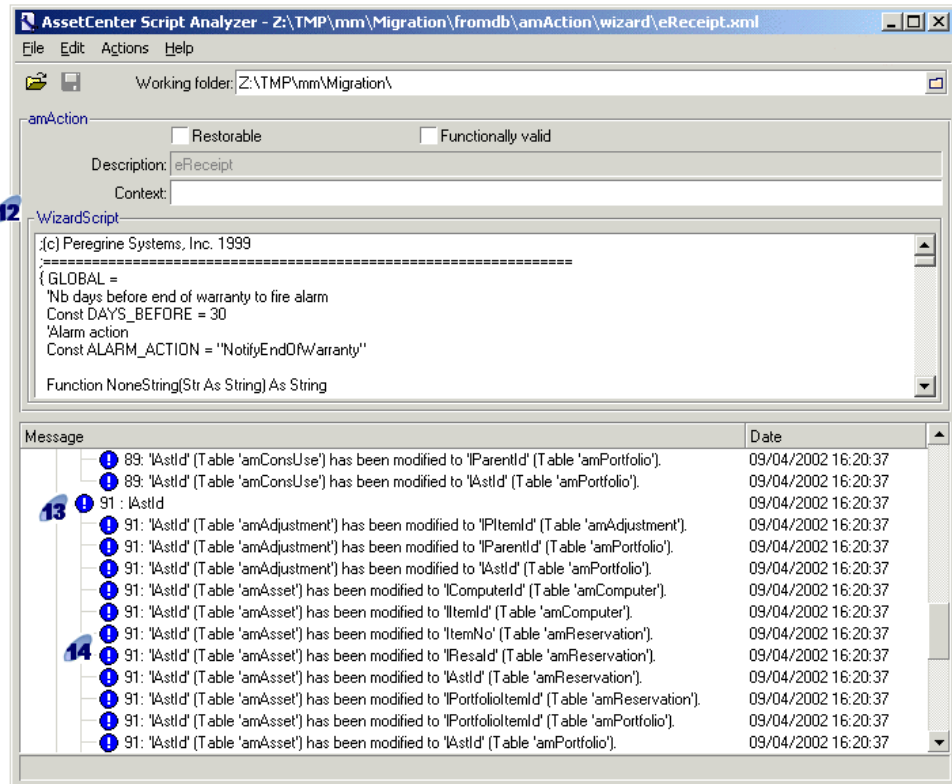 AssetCenter Script Analyzer - Z:\TMP\mm\Migration\fromdb\amAction\wizard\eReceipt.xml
File Edit Actions Help
Working folder: Z:\TMP\mm\Migration\
amAction
Restorable Functionally valid
Description: eReceipt
Context:
12
WizardScript
;(c) Peregrine Systems, Inc. 1999
;=================================================================
{ GLOBAL =
'Nb days before end of warranty to fire alarm
Const DAYS_BEFORE = 30
'Alarm action
Const ALARM_ACTION = "NotifyEndOfWarranty"
Function NoneString(Str As String) As String
Message Date
89: 'lAstId' (Table 'amConsUse') has been modified to 'lParentId' (Table 'amPortfolio'). 09/04/2002 16:20:37
89: 'lAstId' (Table 'amConsUse') has been modified to 'lAstId' (Table 'amPortfolio'). 09/04/2002 16:20:37
13 91 : lAstId 09/04/2002 16:20:37
91: 'lAstId' (Table 'amAdjustment') has been modified to 'lPItemId' (Table 'amAdjustment'). 09/04/2002 16:20:37
91: 'lAstId' (Table 'amAdjustment') has been modified to 'lParentId' (Table 'amPortfolio'). 09/04/2002 16:20:37
91: 'lAstId' (Table 'amAdjustment') has been modified to 'lAstId' (Table 'amPortfolio'). 09/04/2002 16:20:37
91: 'lAstId' (Table 'amAsset') has been modified to 'lComputerId' (Table 'amComputer'). 09/04/2002 16:20:37
91: 'lAstId' (Table 'amAsset') has been modified to 'lItemId' (Table 'amComputer'). 09/04/2002 16:20:37
91: 'lAstId' (Table 'amAsset') has been modified to 'ItemNo' (Table 'amReservation'). 09/04/2002 16:20:37
14 91: 'lAstId' (Table 'amAsset') has been modified to 'lResaId' (Table 'amReservation'). 09/04/2002 16:20:37
91: 'lAstId' (Table 'amAsset') has been modified to 'lAstId' (Table 'amReservation'). 09/04/2002 16:20:37
91: 'lAstId' (Table 'amAsset') has been modified to 'lPortfolioItemId' (Table 'amReservation'). 09/04/2002 16:20:37
91: 'lAstId' (Table 'amAsset') has been modified to 'lPortfolioItemId' (Table 'amPortfolio'). 09/04/2002 16:20:37
91: 'lAstId' (Table 'amAsset') has been modified to 'lAstId' (Table 'amPortfolio'). 09/04/2002 16:20:37